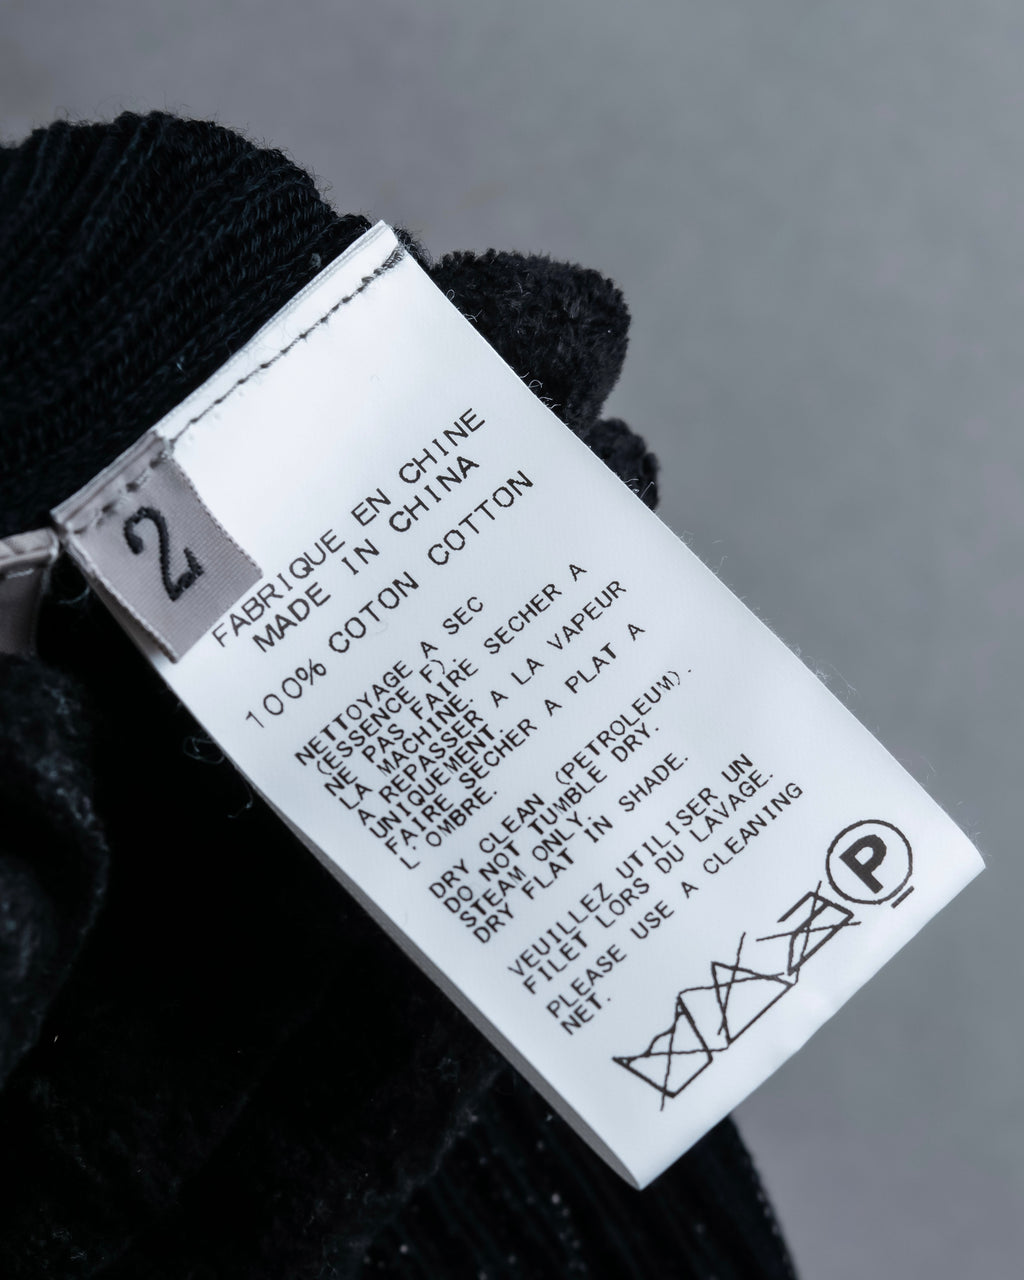 2
FABRIQUE EN CHINE
MADE IN CHINA
100% COTON COTTON
NETTOYAGE A SEC
(ESSENCE F).
NE PAS FAIRE SECHER A
LA MACHINE.
A REPASSER A LA VAPEUR
UNIQUEMENT.
FAIRE SECHER A PLAT A
L'OMBRE.
DRY CLEAN (PETROLEUM).
DO NOT TUMBLE DRY.
STEAM ONLY.
DRY FLAT IN SHADE.
VEUILLEZ UTILISER UN
FILET LORS DU LAVAGE.
PLEASE USE A CLEANING
NET.
P